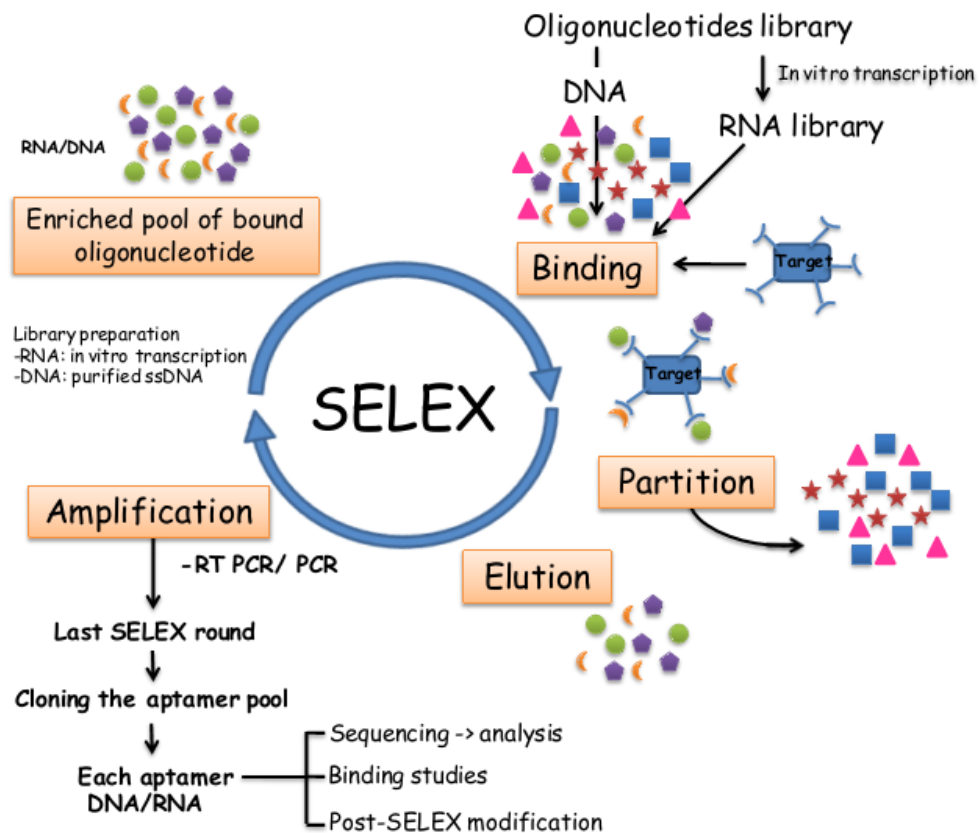 Oligonucleotides library
DNA
In vitro transcription
RNA library
RNA/DNA
Enriched pool of bound
oligonucleotide
Binding
Target
Library preparation
-RNA: in vitro transcription
-DNA: purified ssDNA
SELEX
Target
Partition
Amplification
-RT PCR/ PCR
Elution
Last SELEX round
Cloning the aptamer pool
Each aptamer
DNA/RNA
Sequencing -> analysis
Binding studies
Post-SELEX modification